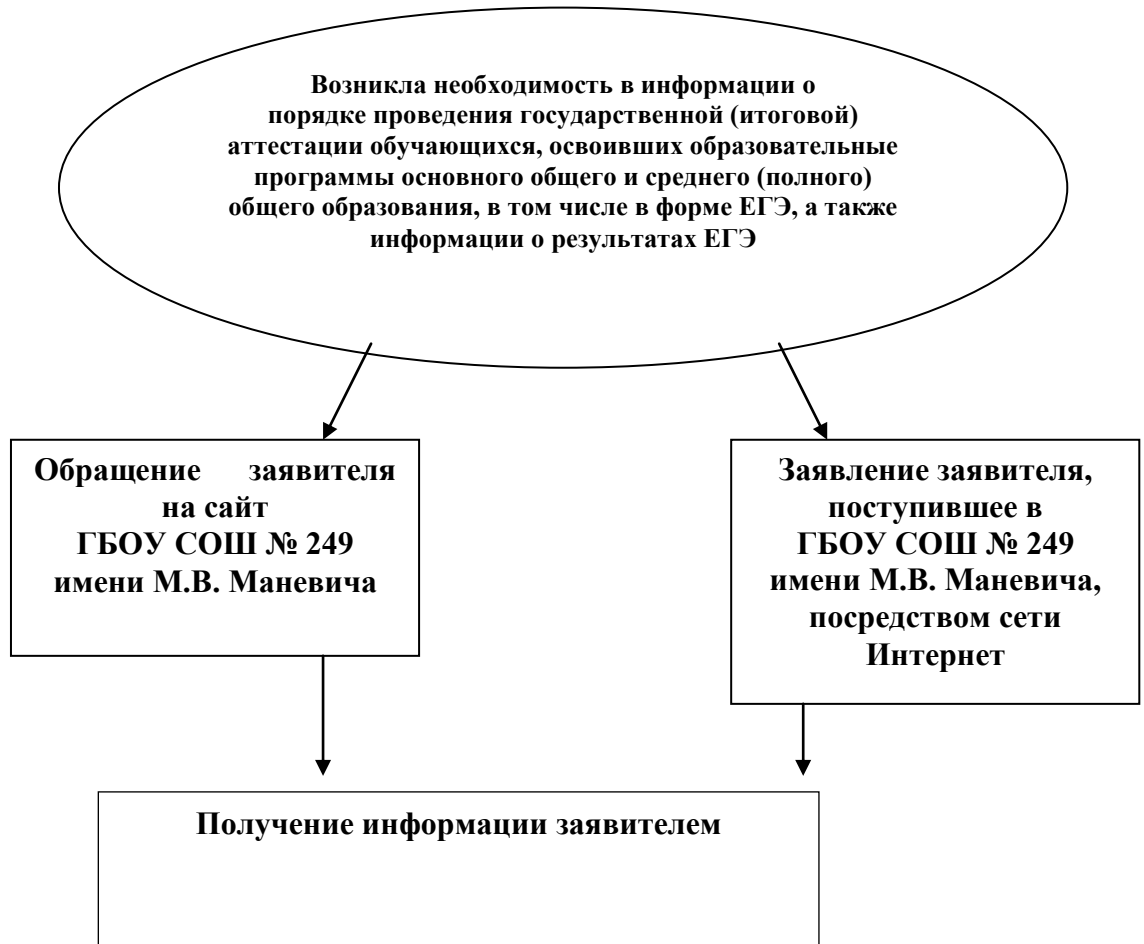 Возникла необходимость в информации о
порядке проведения государственной (итоговой)
аттестации обучающихся, освоивших образовательные
программы основного общего и среднего (полного)
общего образования, в том числе в форме ЕГЭ, а также
информации о результатах ЕГЭ
Обращение заявителя
на сайт
ГБОУ СОШ № 249
имени М.В. Маневича
Заявление заявителя,
поступившее в
ГБОУ СОШ № 249
имени М.В. Маневича,
посредством сети
Интернет
Получение информации заявителем